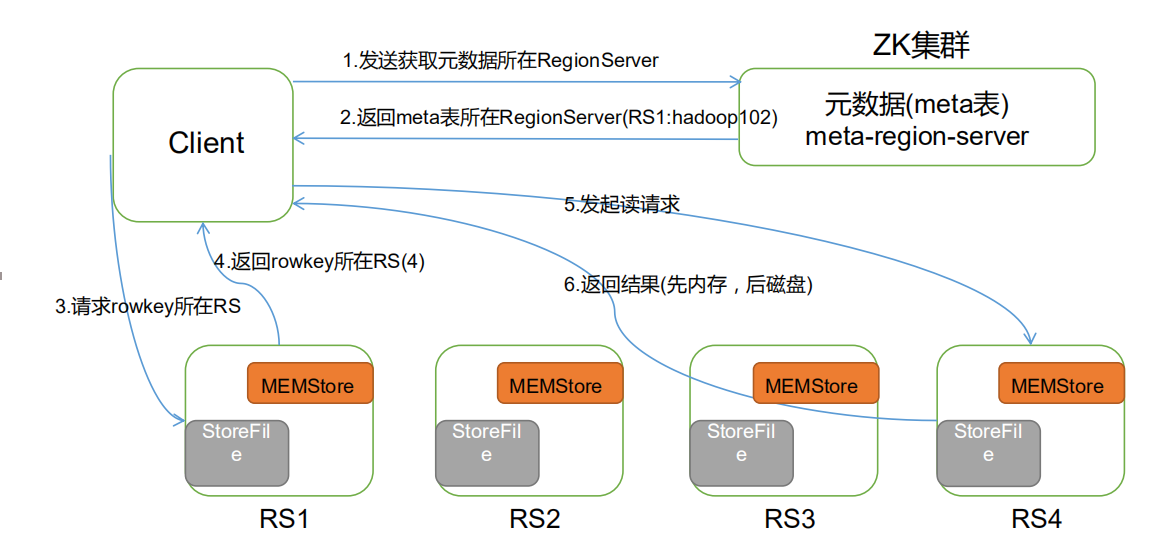 ZK集群
1.发送获取元数据所在RegionServer
元数据(meta表)
meta-region-server
2.返回meta表所在RegionServer(RS1:hadoop102)
Client
5.发起读请求
4.返回rowkey所在RS(4)
6.返回结果(先内存，后磁盘)
3.请求rowkey所在RS
MEMStore
StoreFil
e
RS1
MEMStore
StoreFil
e
RS2
MEMStore
StoreFil
e
RS3
MEMStore
StoreFil
e
RS4